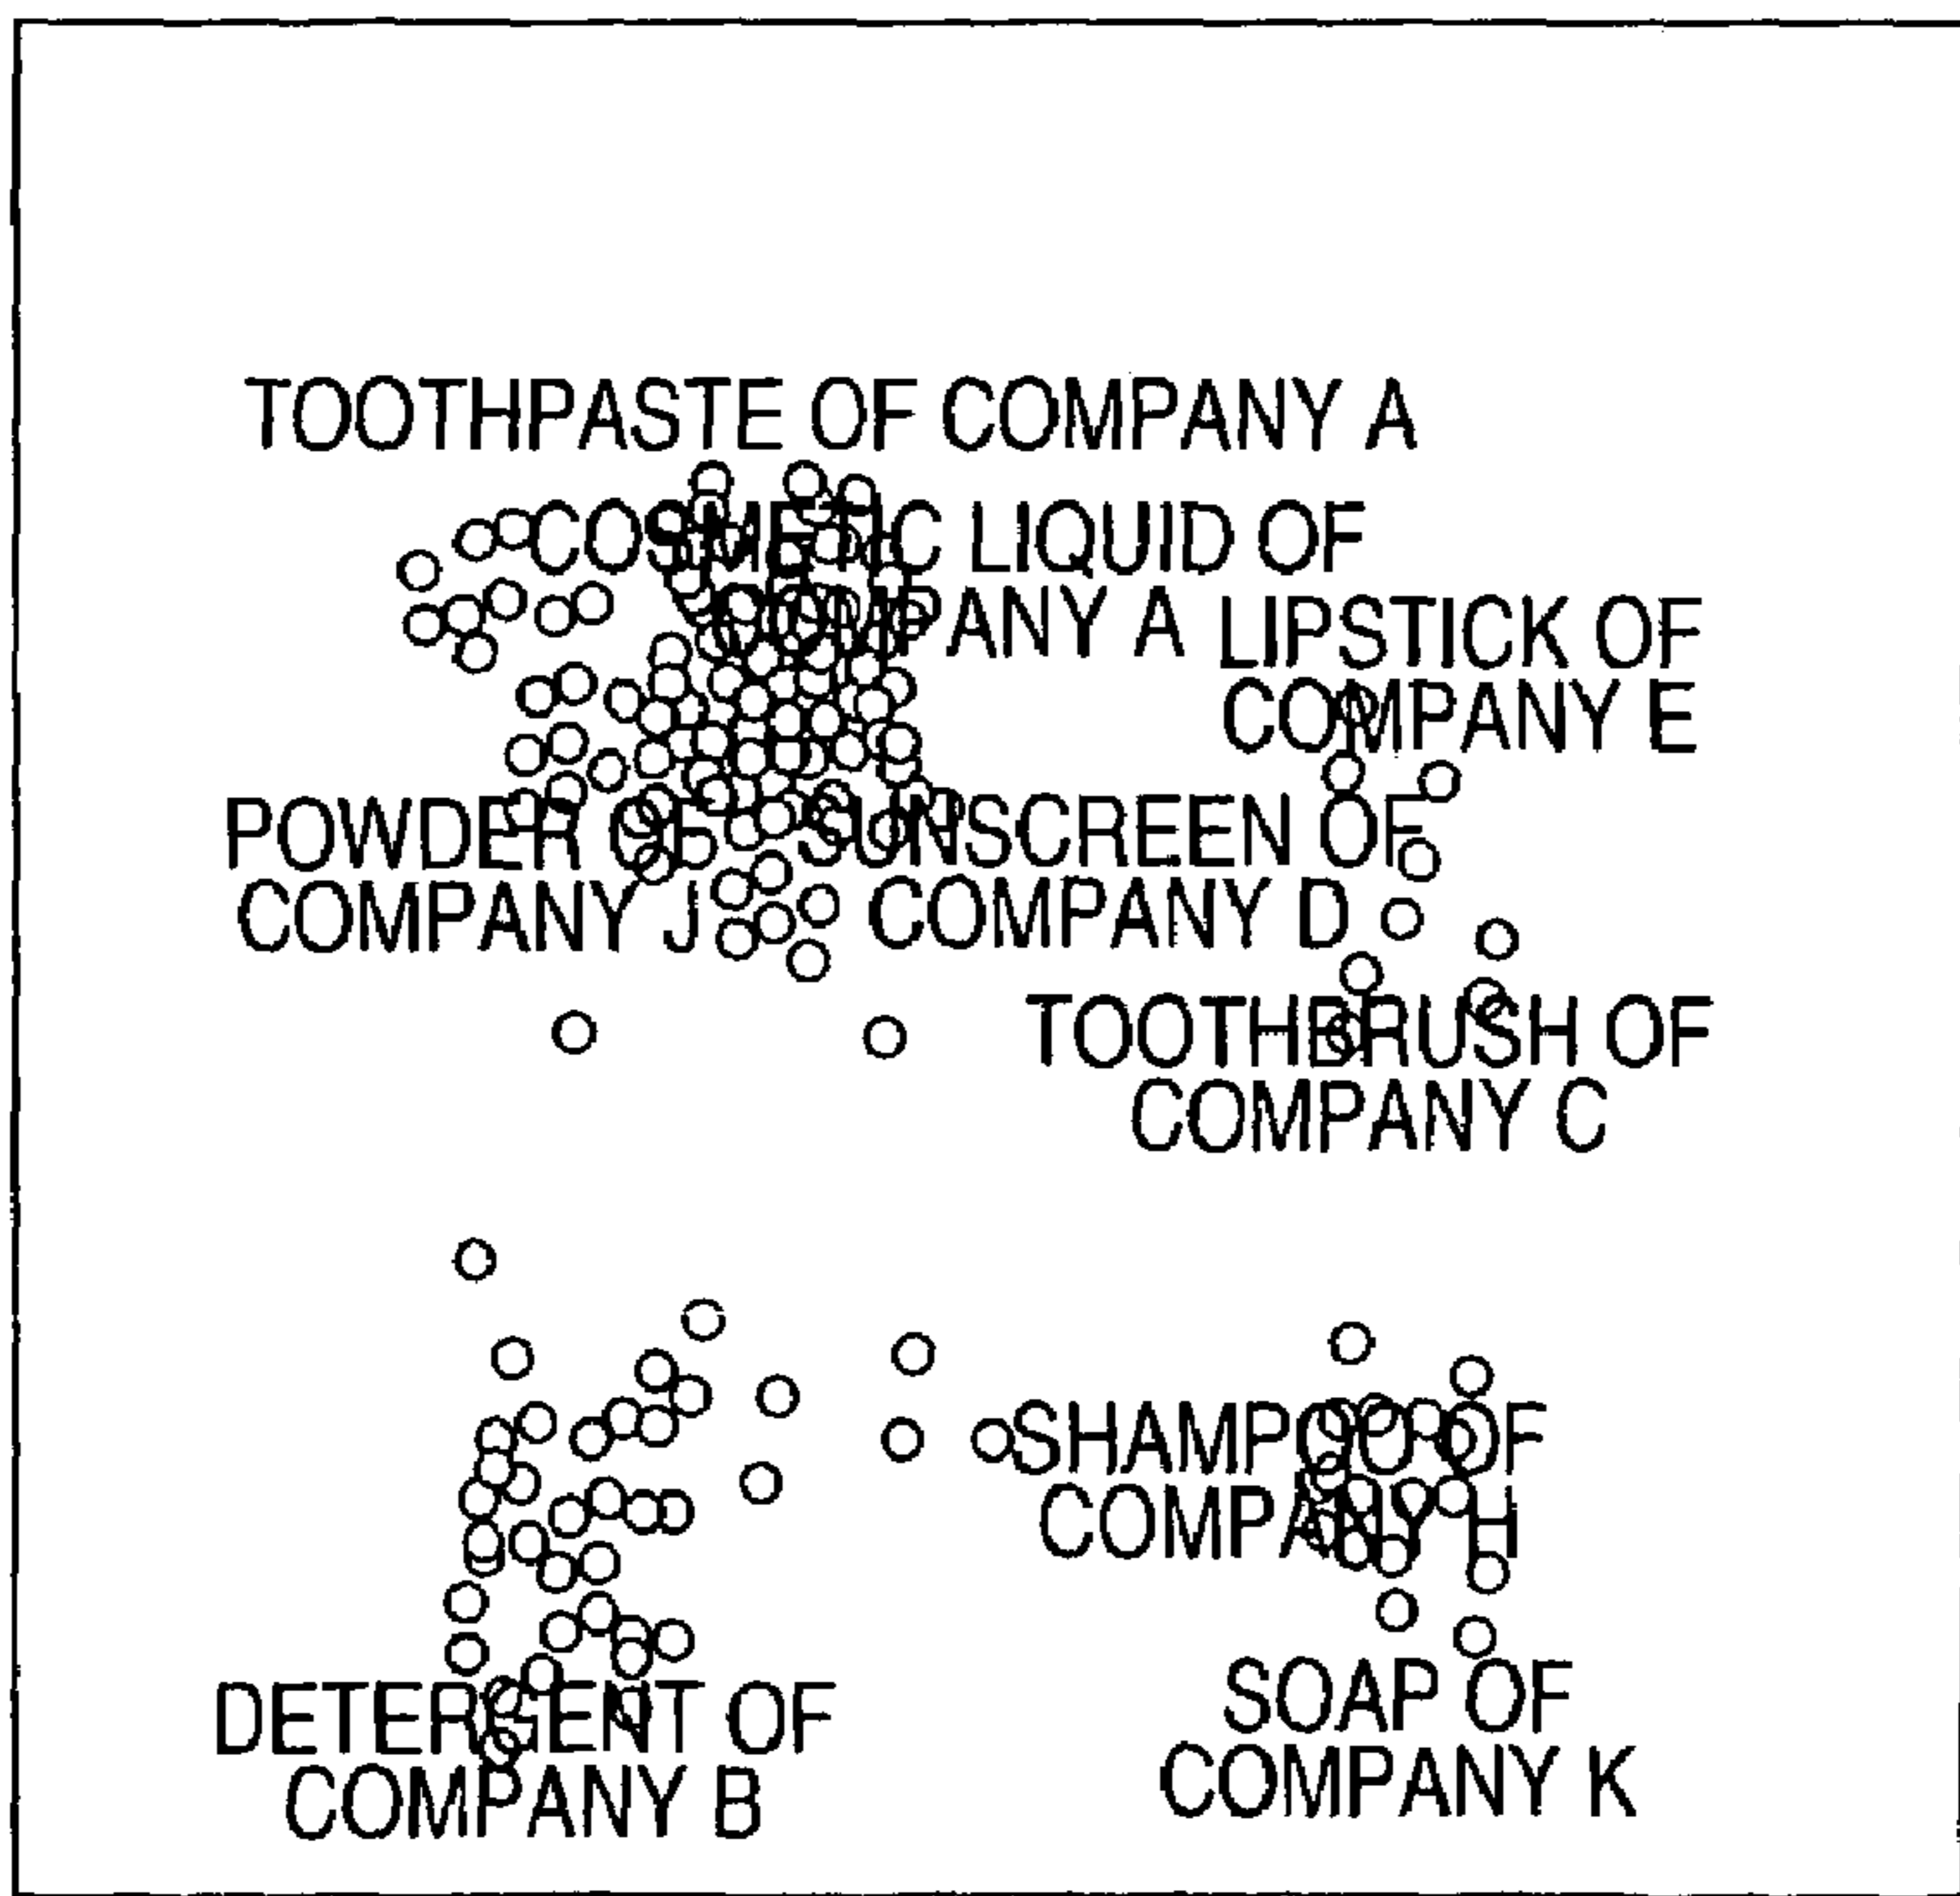 TOOTHPASTE OF COMPANY A
COSMETIC LIQUID OF
COMPANY A
LIPSTICK OF
COMPANY E
POWDER OF
COMPANY J
SUNSCREEN OF
COMPANY D
TOOTHBRUSH OF
COMPANY C
SHAMPOO OF
COMPANY H
DETERGENT OF
COMPANY B
SOAP OF
COMPANY K